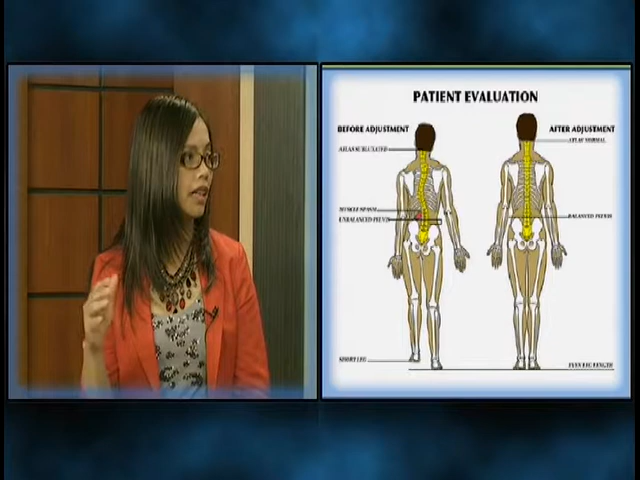 PATIENT EVALUATION
BEFORE ADJUSTMENT
AFTER ADJUSTMENT
ATLAS SUBLUXATED
ATLAS NORMAL
MUSCLE SPASM
UNBALANCED PELVIS
BALANCED PELVIS
SHORT LEG
EVEN LEG LENGTH